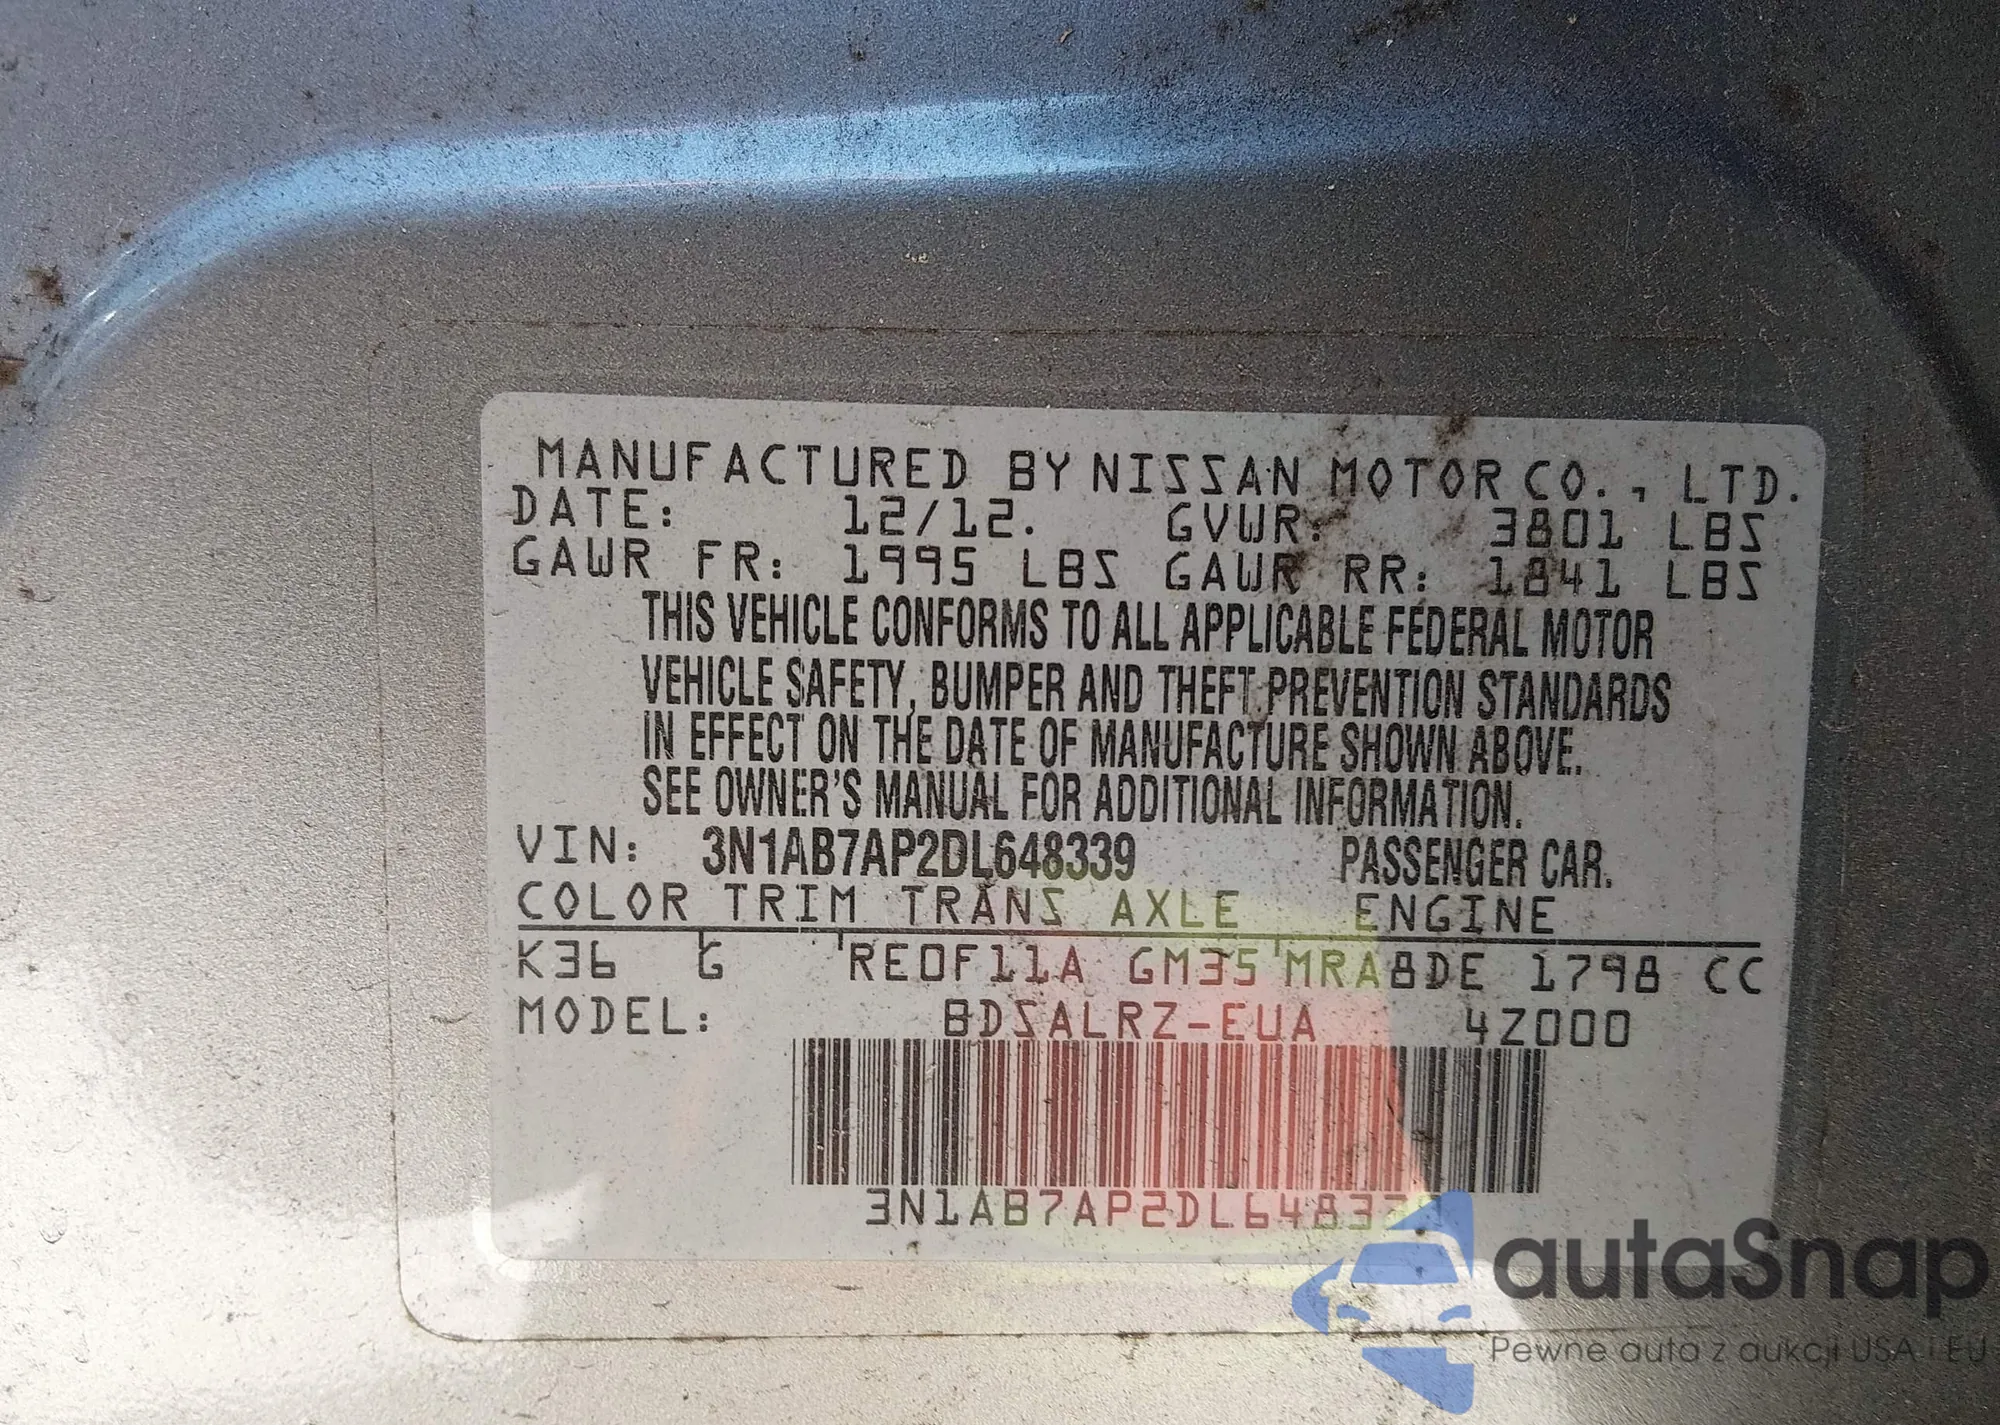 MANUFACTURED BY NISSAN MOTOR CO., LTD.
DATE: 12/12. GVWR: 3801 LBS
GAWR FR: 1995 LBS GAWR RR: 1841 LBS
THIS VEHICLE CONFORMS TO ALL APPLICABLE FEDERAL MOTOR
VEHICLE SAFETY, BUMPER AND THEFT PREVENTION STANDARDS
IN EFFECT ON THE DATE OF MANUFACTURE SHOWN ABOVE.
SEE OWNER'S MANUAL FOR ADDITIONAL INFORMATION.
VIN: 3N1AB7AP2DL648339 PASSENGER CAR.
COLOR TRIM TRANS AXLE ENGINE
K36 G RE0F11A GM35 MRA8DE 1798 CC
MODEL: BDSALRZ-EUA 4Z000
3N1AB7AP2DL648339
autaSnap
Pewne auta z aukcji USA i EU